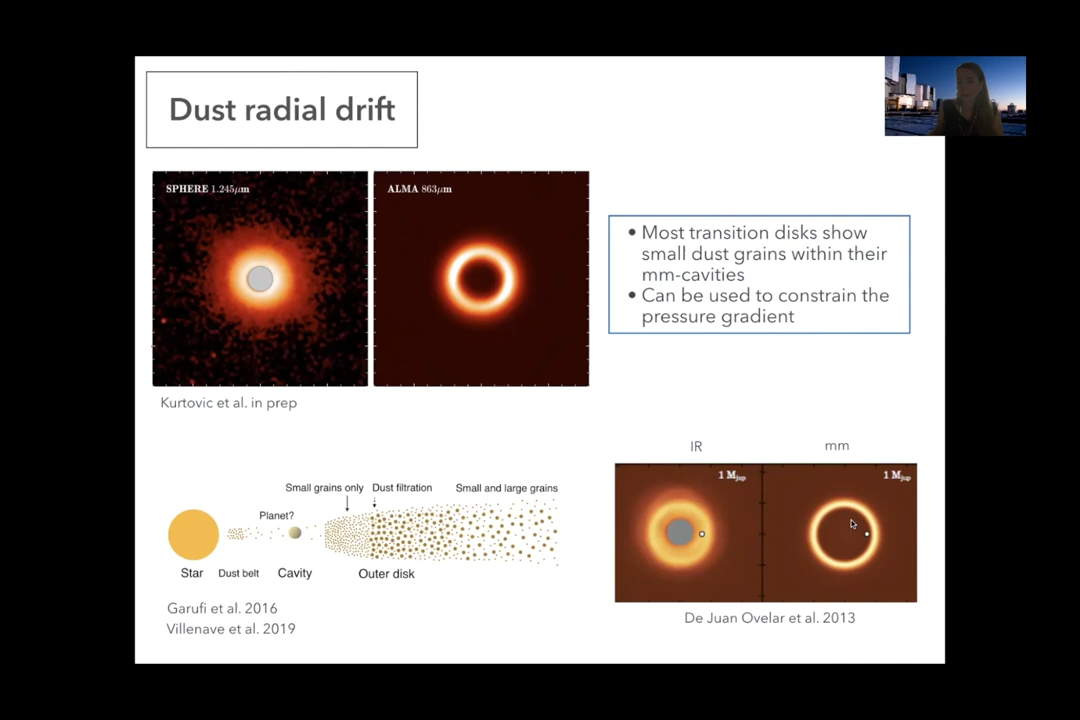 Dust radial drift
SPHERE 1.245μm
ALMA 863μm
• Most transition disks show
small dust grains within their
mm-cavities
• Can be used to constrain the
pressure gradient
Kurtovic et al. in prep
IR
mm
1 Mjup
1 Mjup
Small grains only
Dust filtration
Small and large grains
Planet?
Star
Dust belt
Cavity
Outer disk
Garufi et al. 2016
Villenave et al. 2019
De Juan Ovelar et al. 2013